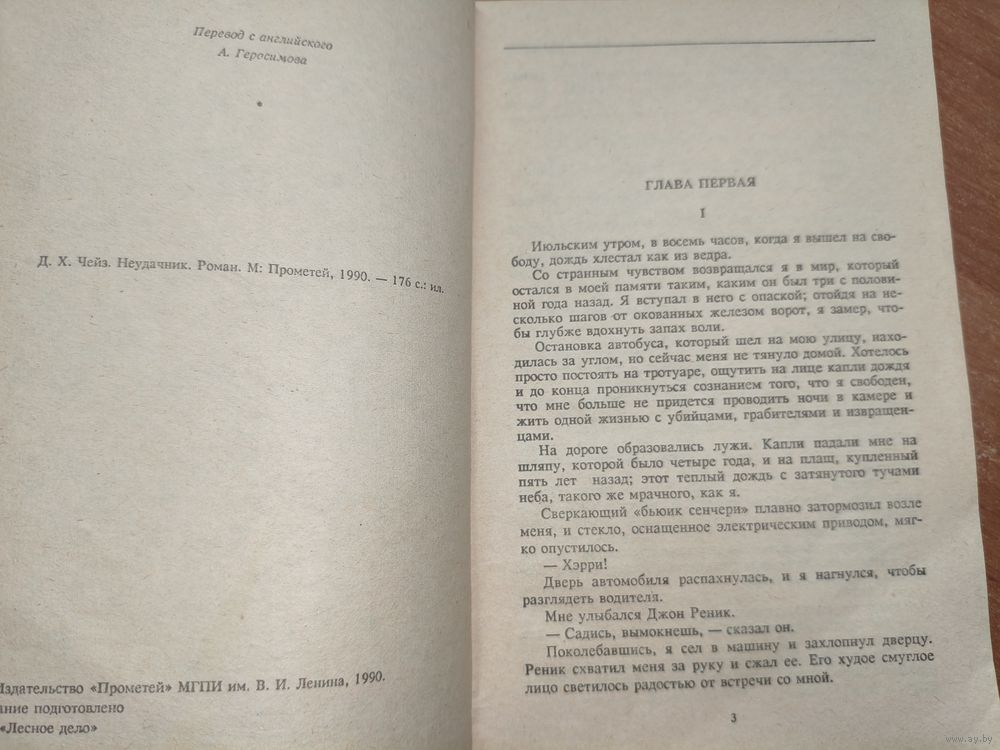 Перевод с английского
А. Геросимова
Д. Х. Чейз. Неудачник. Роман. М: Прометей, 1990. — 176 с.: ил.
Издательство «Прометей» МГПИ им. В. И. Ленина, 1990.
ание подготовлено
«Лесное дело»
ГЛАВА ПЕРВАЯ
I
Июльским утром, в восемь часов, когда я вышел на сво-
боду, дождь хлестал как из ведра.
Со странным чувством возвращался я в мир, который
остался в моей памяти таким, каким он был три с полови-
ной года назад. Я вступал в него с опаской; отойдя на не-
сколько шагов от окованных железом ворот, я замер, что-
бы глубже вдохнуть запах воли.
Остановка автобуса, который шел на мою улицу, нахо-
дилась за углом, но сейчас меня не тянуло домой. Хотелось
просто постоять на тротуаре, ощутить на лице капли дождя
и до конца проникнуться сознанием того, что я свободен,
что мне больше не придется проводить ночи в камере и
жить одной жизнью с убийцами, грабителями и извращен-
цами.
На дороге образовались лужи. Капли падали мне на
шляпу, которой было четыре года, и на плащ, купленный
пять лет назад; этот теплый дождь с затянутого тучами
неба, такого же мрачного, как я.
Сверкающий «бьюик сенчери» плавно затормозил возле
меня, и стекло, оснащенное электрическим приводом, мяг-
ко опустилось.
— Хэрри!
Дверь автомобиля распахнулась, и я нагнулся, чтобы
разглядеть водителя.
Мне улыбался Джон Реник.
— Садись, вымокнешь, — сказал он.
Поколебавшись, я сел в машину и захлопнул дверцу.
Реник схватил меня за руку и сжал ее. Его худое смуглое
лицо светилось радостью от встречи со мной.
3
www.ay.by